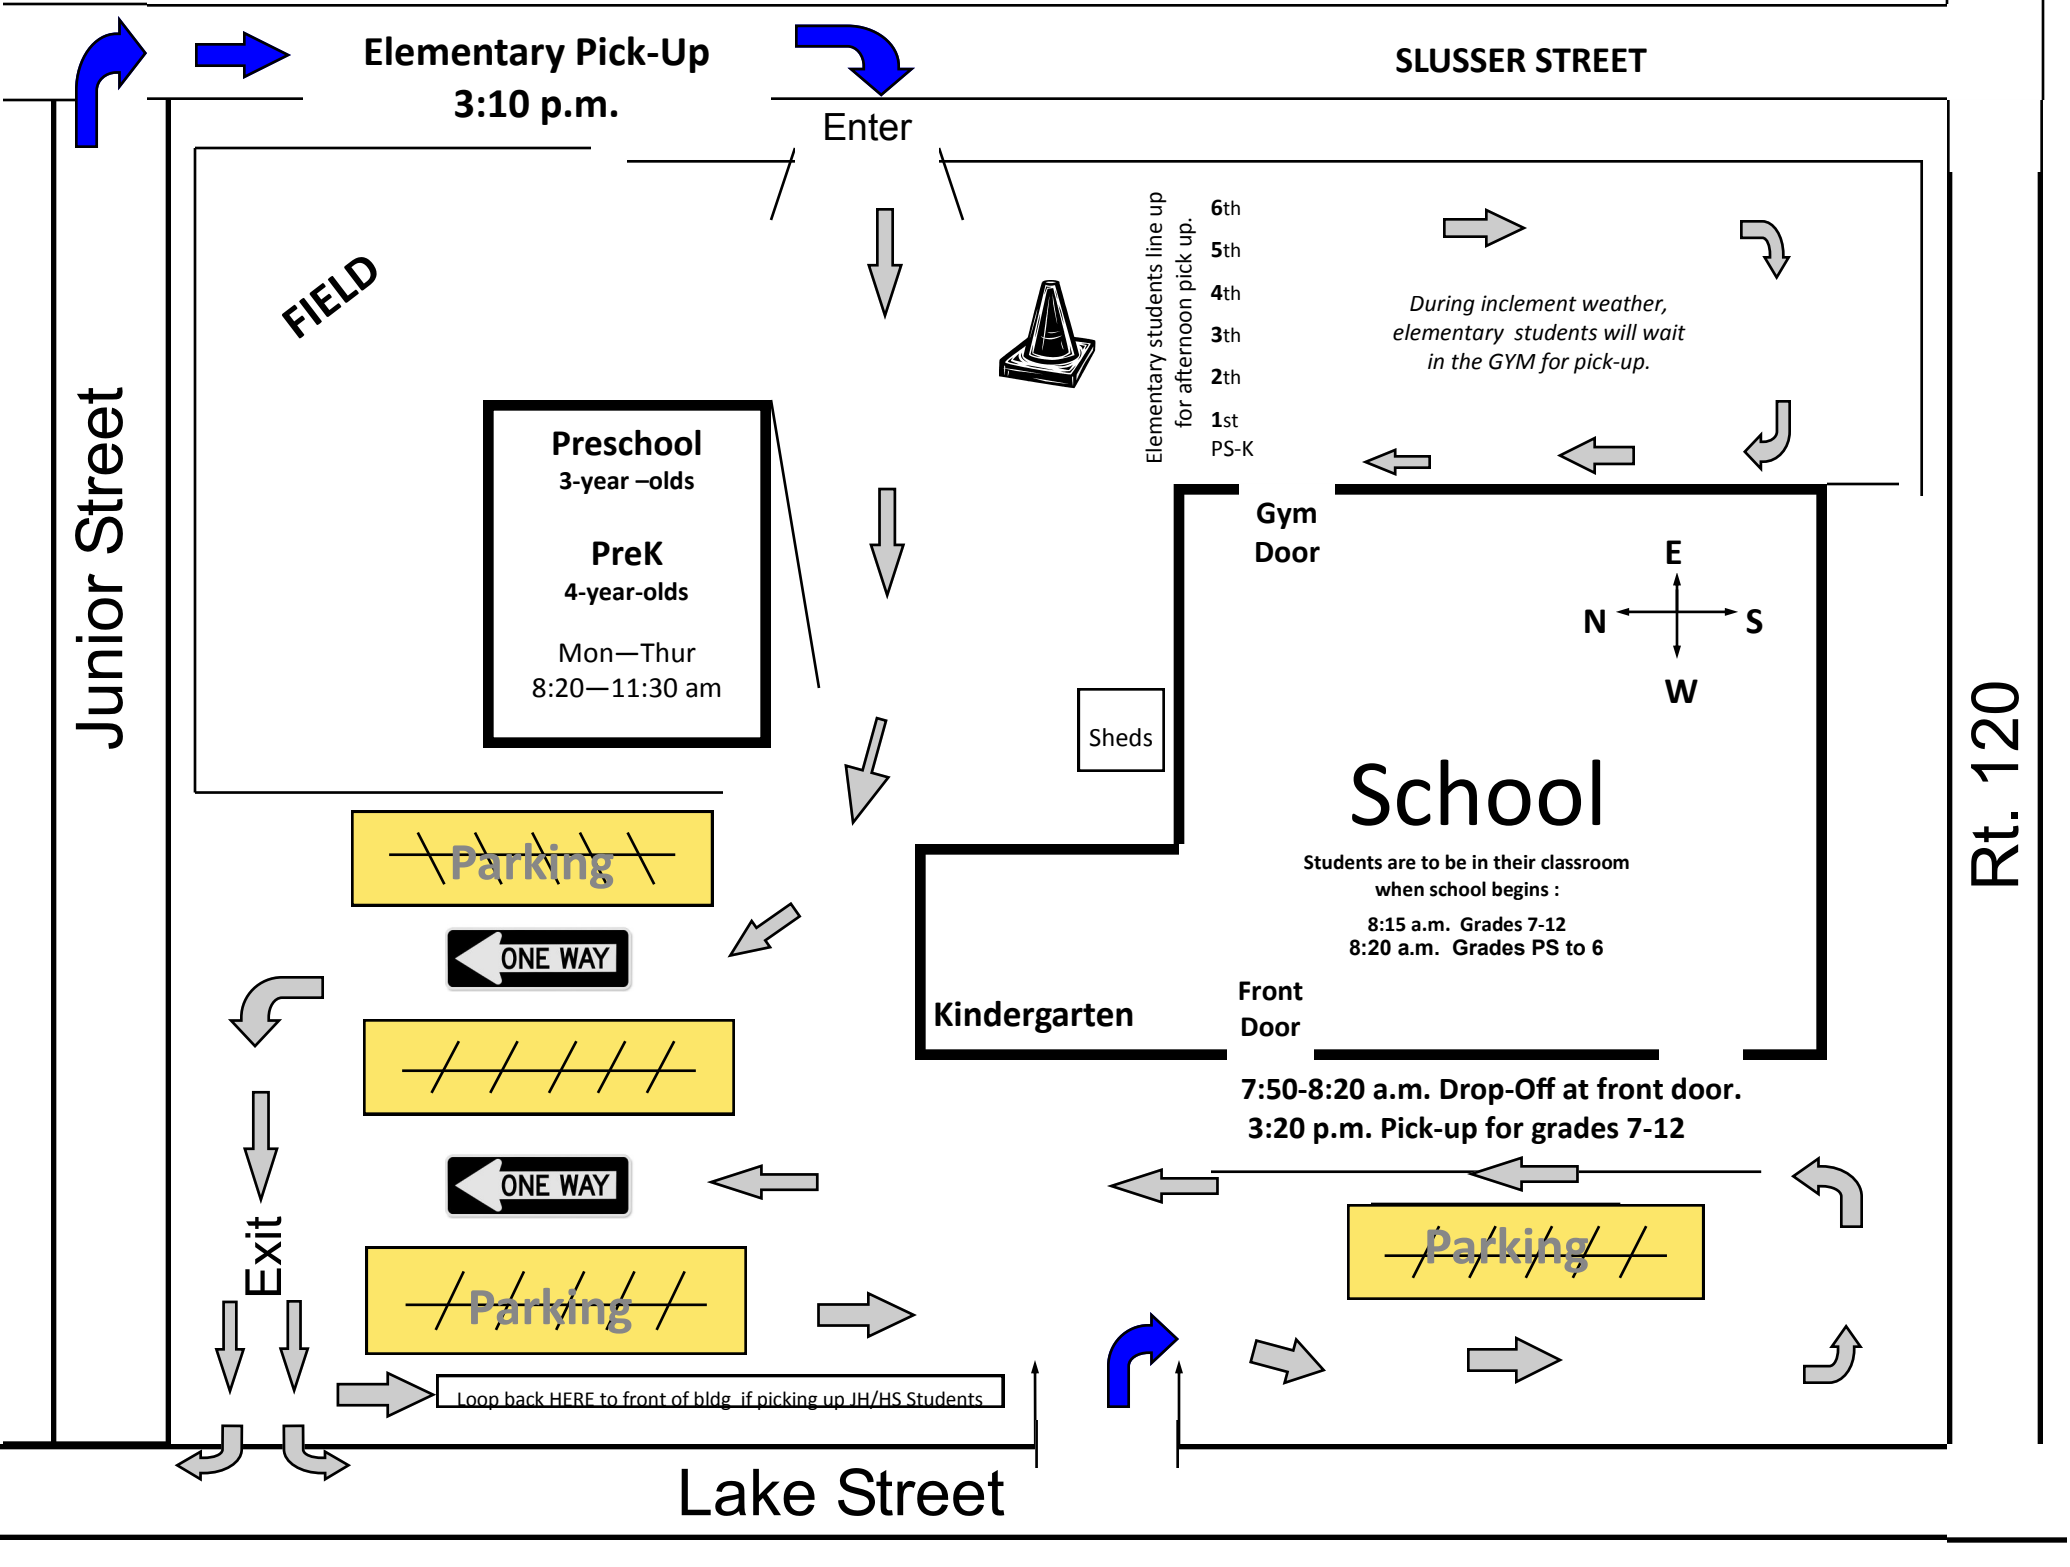 Elementary Pick-Up
3:10 p.m.
SLUSSER STREET
Enter
FIELD
Junior Street
Elementary students line up
for afternoon pick up.
6th
5th
4th
3th
2th
1st
PS-K
During inclement weather,
elementary students will wait
in the GYM for pick-up.
Preschool
3-year –olds
PreK
4-year-olds
Mon—Thur
8:20—11:30 am
Gym
Door
E
N
S
W
Sheds
School
Students are to be in their classroom
when school begins :
8:15 a.m. Grades 7-12
8:20 a.m. Grades PS to 6
Rt. 120
Parking
ONE WAY
Kindergarten
Front
Door
7:50-8:20 a.m. Drop-Off at front door.
3:20 p.m. Pick-up for grades 7-12
ONE WAY
Exit
Parking
Parking
Loop back HERE to front of bldg if picking up JH/HS Students
Lake Street